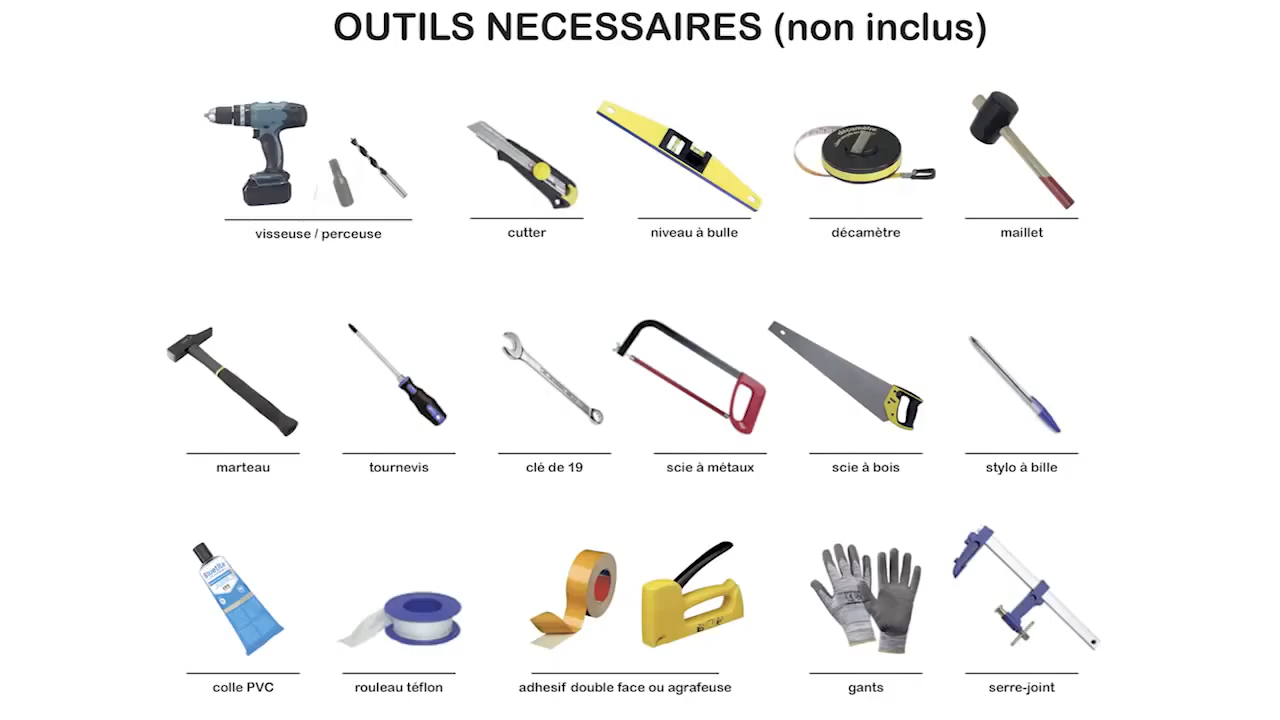 OUTILS NECESSAIRES (non inclus)
décamètre
visseuse / perceuse
cutter
niveau à bulle
décamètre
maillet
marteau
tournevis
clé de 19
scie à métaux
scie à bois
stylo à bille
colle PVC
rouleau téflon
adhesif double face ou agrafeuse
gants
serre-joint